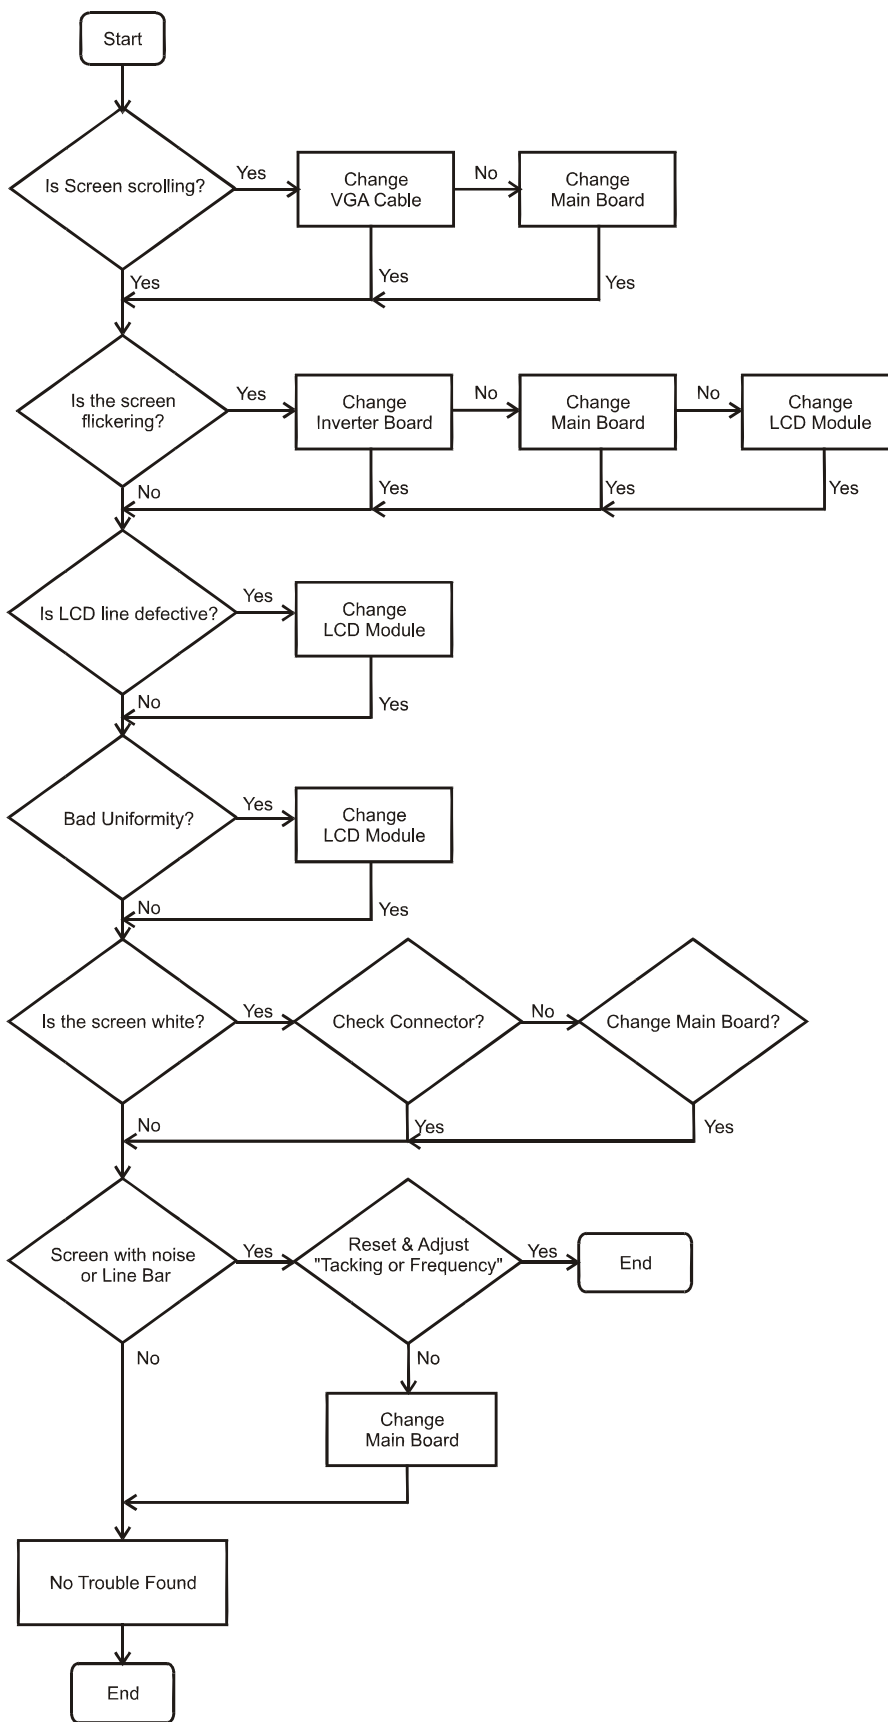 Start
Is Screen scrolling?
Yes
Change
VGA Cable
No
Change
Main Board
Yes
Yes
Yes
Is the screen
flickering?
Yes
Change
Inverter Board
No
Change
Main Board
No
Change
LCD Module
No
Yes
Yes
Yes
Is LCD line defective?
Yes
Change
LCD Module
No
Yes
Bad Uniformity?
Yes
Change
LCD Module
No
Yes
Is the screen white?
Yes
Check Connector?
No
Change Main Board?
No
Yes
Yes
Screen with noise
or Line Bar
Yes
Reset & Adjust
"Tacking or Frequency"
Yes
End
No
No
Change
Main Board
No Trouble Found
End